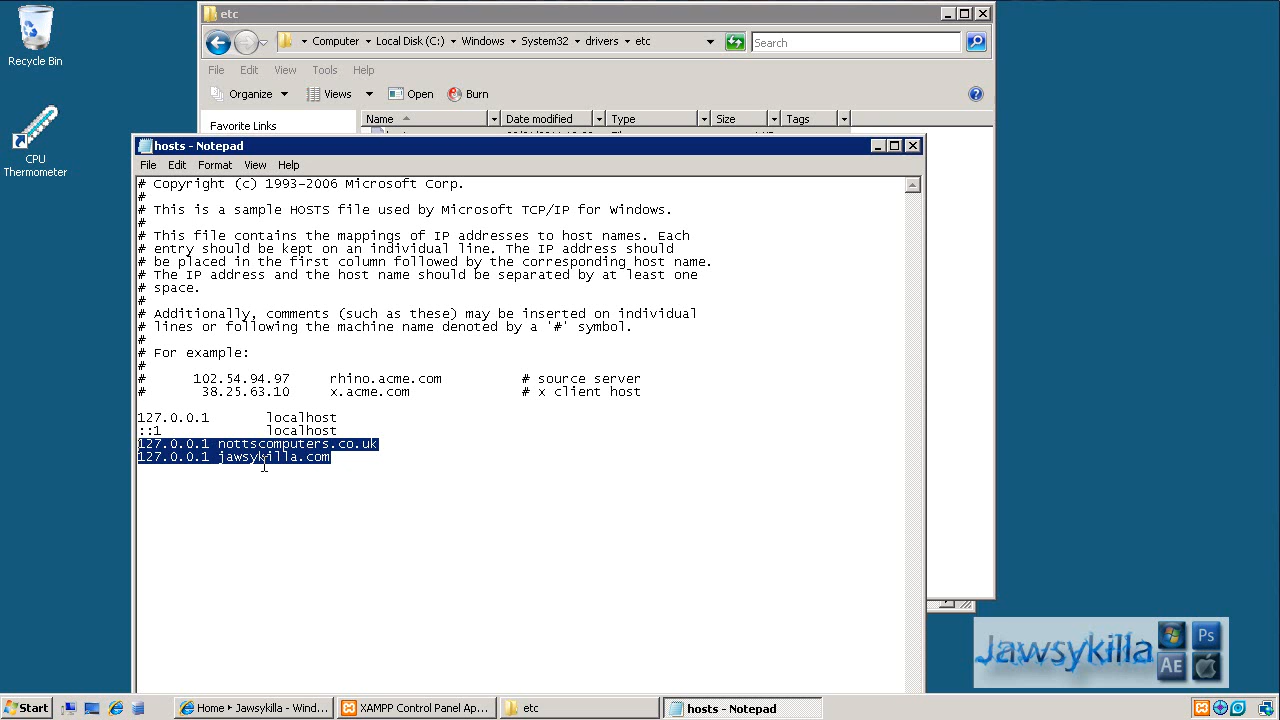 Recycle Bin
CPU
Thermometer
etc
Computer Local Disk (C:) Windows System32 drivers etc
Search
File Edit View Tools Help
Organize Views Open Burn
Favorite Links
Name Date modified Type Size Tags
hosts - Notepad
File Edit Format View Help
# Copyright (c) 1993-2006 Microsoft Corp.
#
# This is a sample HOSTS file used by Microsoft TCP/IP for Windows.
#
# This file contains the mappings of IP addresses to host names. Each
# entry should be kept on an individual line. The IP address should
# be placed in the first column followed by the corresponding host name.
# The IP address and the host name should be separated by at least one
# space.
#
# Additionally, comments (such as these) may be inserted on individual
# lines or following the machine name denoted by a '#' symbol.
#
# For example:
#
# 102.54.94.97 rhino.acme.com # source server
# 38.25.63.10 x.acme.com # x client host
127.0.0.1 localhost
::1 localhost
127.0.0.1 nottscomputers.co.uk
127.0.0.1 jawsykilla.com
Jawsykilla
Ps
AE
Start
Home ▸ Jawsykilla - Wind...
XAMPP Control Panel Ap...
etc
hosts - Notepad